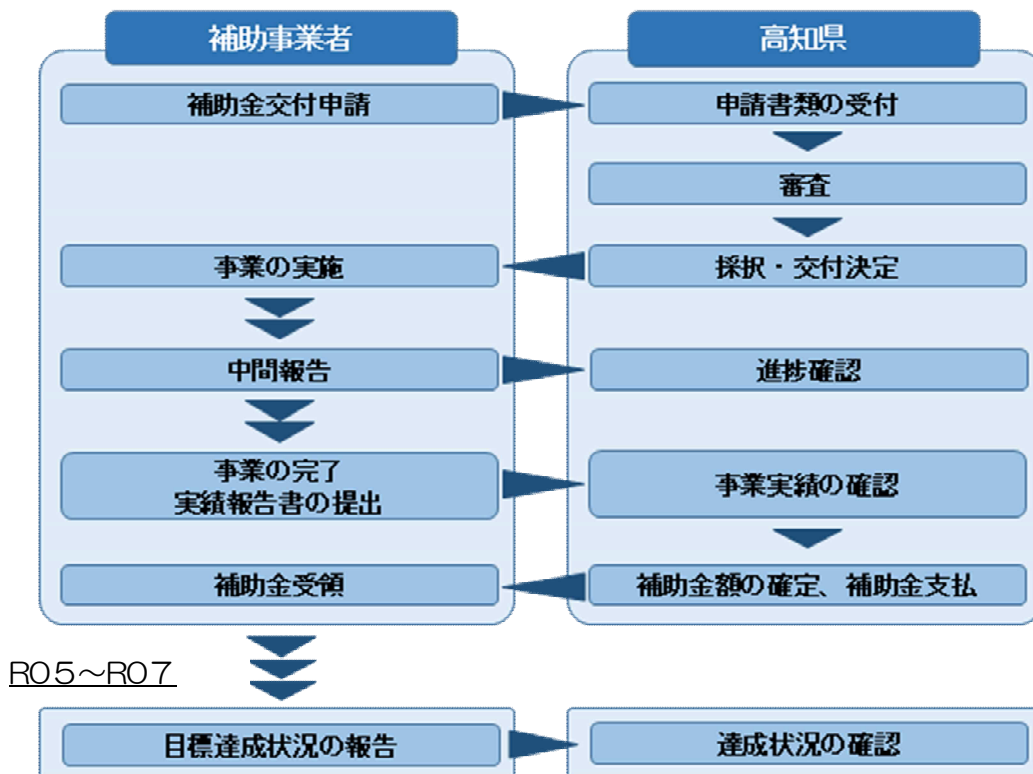 補助事業者
高知県
補助金交付申請
申請書類の受付
審査
事業の実施
採択・交付決定
中間報告
進捗確認
事業の完了
実績報告書の提出
事業実績の確認
補助金受領
補助金額の確定、補助金支払
R05~R07
目標達成状況の報告
達成状況の確認